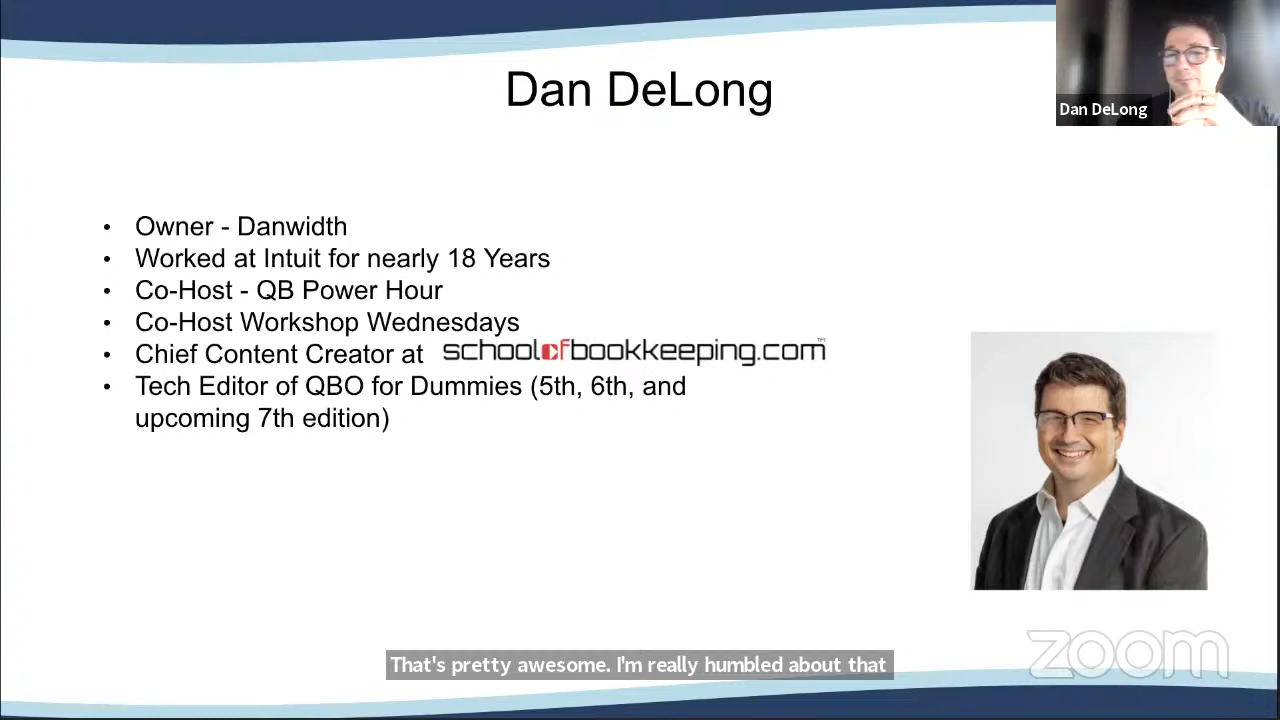 Dan DeLong
Dan DeLong
• Owner - Danwidth
• Worked at Intuit for nearly 18 Years
• Co-Host - QB Power Hour
• Co-Host Workshop Wednesdays
• Chief Content Creator at schoolofbookkeeping.com™
• Tech Editor of QBO for Dummies (5th, 6th, and
upcoming 7th edition)
zoom
That's pretty awesome. I'm really humbled about that